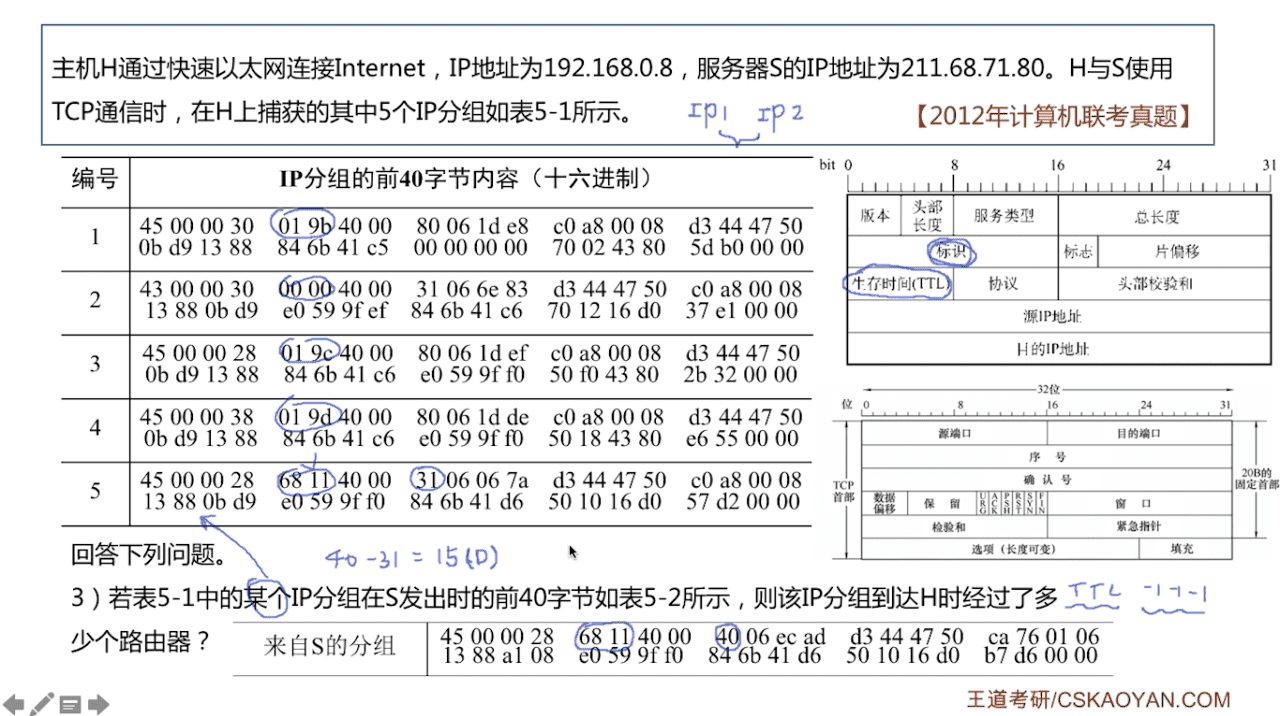 主机H通过快速以太网连接Internet，IP地址为192.168.0.8，服务器S的IP地址为211.68.71.80。H与S使用
TCP通信时，在H上捕获的其中5个IP分组如表5-1所示。
IP1 IP2
【2012年计算机联考真题】
编号 IP分组的前40字节内容（十六进制）
1 45 00 00 30 01 9b 40 00 80 06 1d e8 c0 a8 00 08 d3 44 47 50
0b d9 13 88 84 6b 41 c5 00 00 00 00 70 02 43 80 5d b0 00 00
2 43 00 00 30 00 00 40 00 31 06 6e 83 d3 44 47 50 c0 a8 00 08
13 88 0b d9 e0 59 9f ef 84 6b 41 c6 70 12 16 d0 37 e1 00 00
3 45 00 00 28 01 9c 40 00 80 06 1d ef c0 a8 00 08 d3 44 47 50
0b d9 13 88 84 6b 41 c6 e0 59 9f f0 50 f0 43 80 2b 32 00 00
4 45 00 00 38 01 9d 40 00 80 06 1d de c0 a8 00 08 d3 44 47 50
0b d9 13 88 84 6b 41 c6 e0 59 9f f0 50 18 43 80 e6 55 00 00
5 45 00 00 28 68 11 40 00 31 06 06 7a d3 44 47 50 c0 a8 00 08
13 88 0b d9 e0 59 9f f0 84 6b 41 d6 50 10 16 d0 57 d2 00 00
bit 0 8 16 24 31
版本 头部长度 服务类型 总长度
标识 标志 片偏移
生存时间(TTL) 协议 头部校验和
源IP地址
目的IP地址
32位
位 0 8 16 24 31
源端口 目的端口
序 号
确 认 号
数据偏移 保 留 URG ACK PSH RST SYN FIN 窗 口
检验和 紧急指针
选项（长度可变） 填充
TCP首部
20B的固定首部
回答下列问题。
40-31=15(D)
3）若表5-1中的某个IP分组在S发出时的前40字节如表5-2所示，则该IP分组到达H时经过了多
TTL -1-1-1
少个路由器？
来自S的分组 45 00 00 28 68 11 40 00 40 06 ec ad d3 44 47 50 ca 76 01 06
13 88 a1 08 e0 59 9f f0 84 6b 41 d6 50 10 16 d0 b7 d6 00 00
王道考研/CSKAOYAN.COM